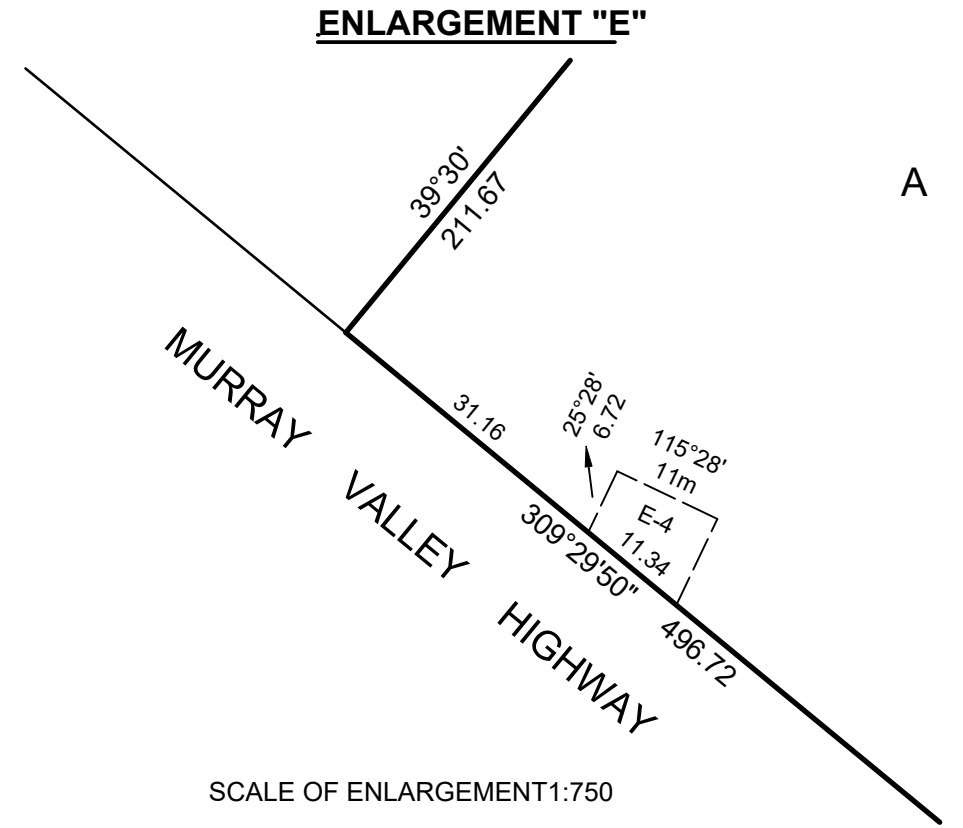 ENLARGEMENT "E"
A
39°30'
211.67
MURRAY VALLEY HIGHWAY
31.16
25°28'
6.72
115°28'
11m
E-4
11.34
309°29'50"
496.72
SCALE OF ENLARGEMENT1:750